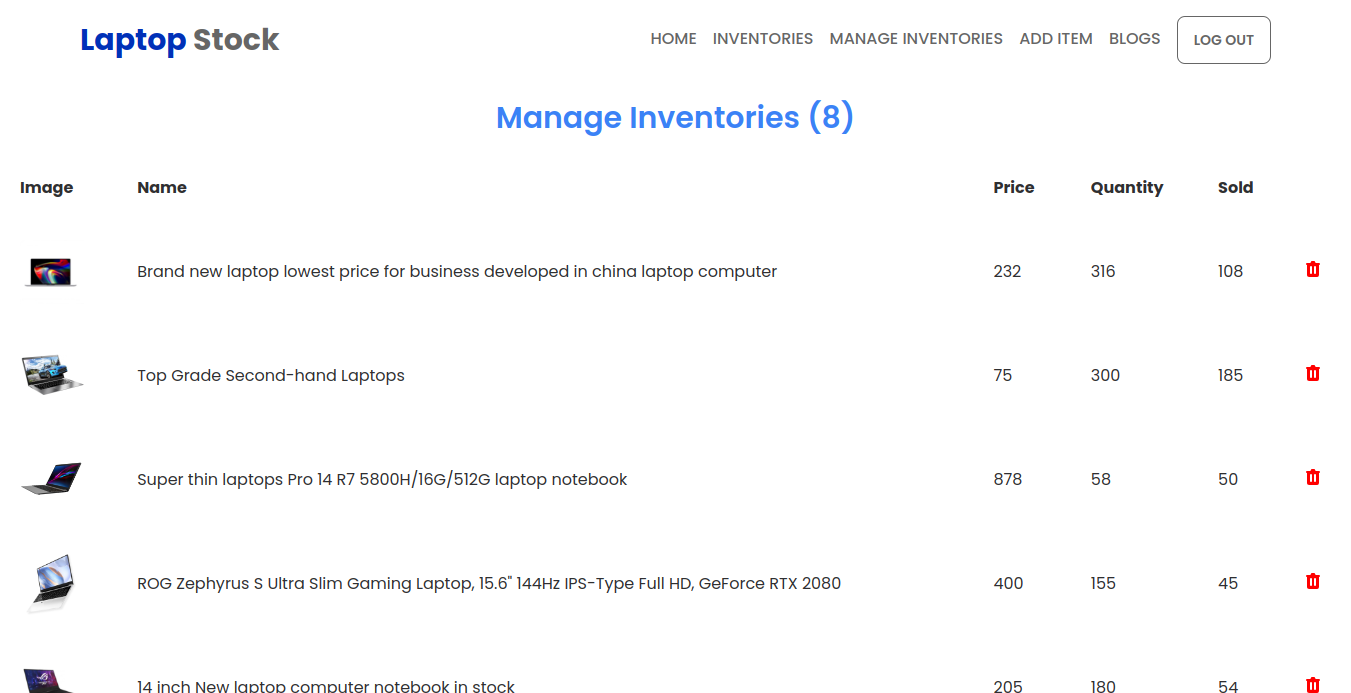 Laptop Stock
HOME INVENTORIES MANAGE INVENTORIES ADD ITEM BLOGS LOG OUT
Manage Inventories (8)
Image Name Price Quantity Sold
Brand new laptop lowest price for business developed in china laptop computer 232 316 108
Top Grade Second-hand Laptops 75 300 185
Super thin laptops Pro 14 R7 5800H/16G/512G laptop notebook 878 58 50
ROG Zephyrus S Ultra Slim Gaming Laptop, 15.6" 144Hz IPS-Type Full HD, GeForce RTX 2080 400 155 45
14 inch New laptop computer notebook in stock 205 180 54